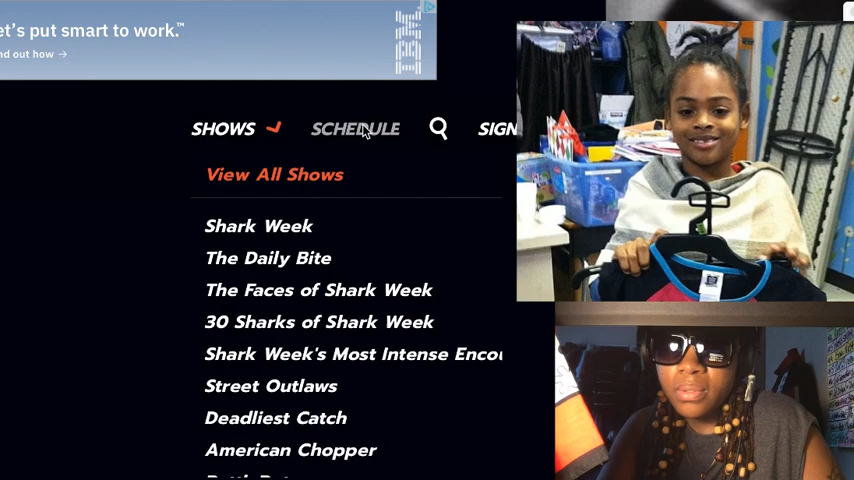 et's put smart to work.™
nd out how →
IBM
SHOWS SCHEDULE SIGN
View All Shows
Shark Week
The Daily Bite
The Faces of Shark Week
30 Sharks of Shark Week
Shark Week's Most Intense Encou
Street Outlaws
Deadliest Catch
American Chopper